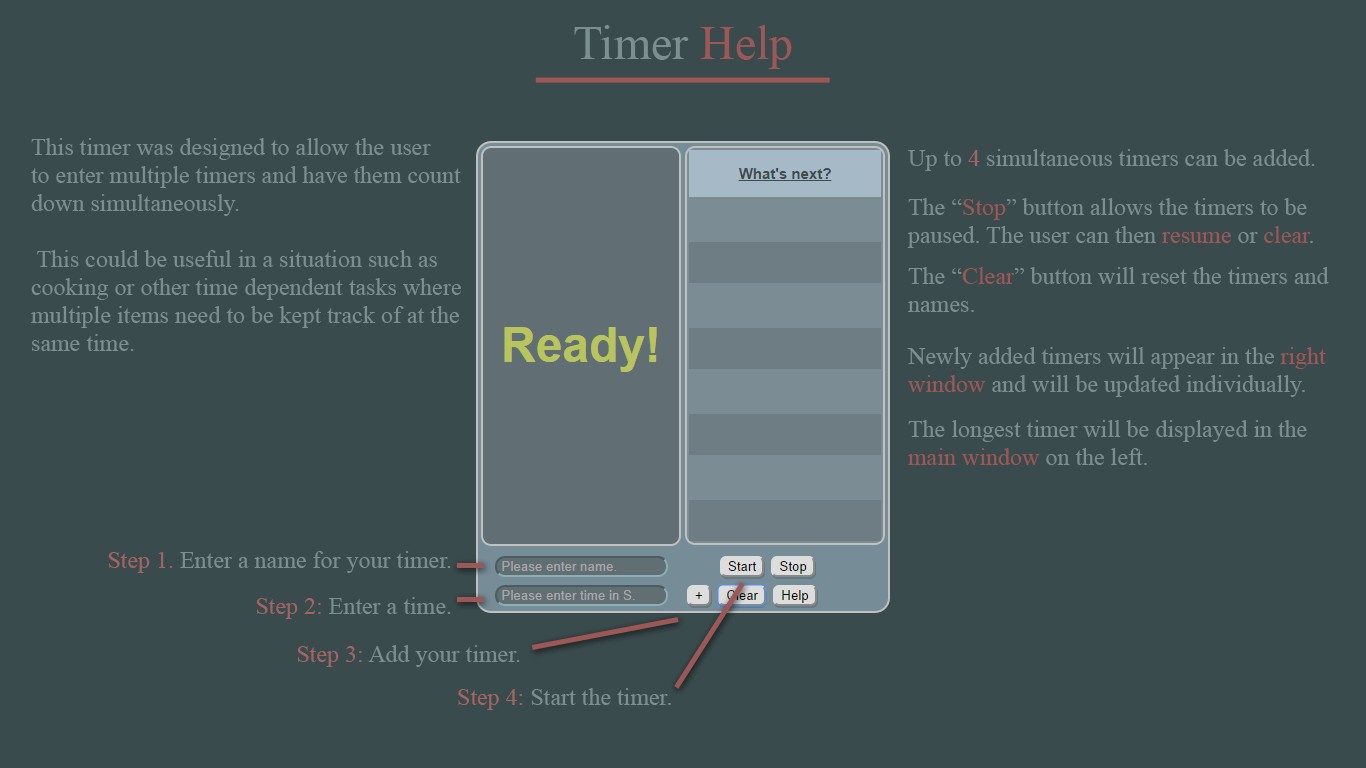 Timer Help
This timer was designed to allow the user
to enter multiple timers and have them count
down simultaneously.
This could be useful in a situation such as
cooking or other time dependent tasks where
multiple items need to be kept track of at the
same time.
What's next?
Ready!
Up to 4 simultaneous timers can be added.
The “Stop” button allows the timers to be
paused. The user can then resume or clear.
The “Clear” button will reset the timers and
names.
Newly added timers will appear in the right
window and will be updated individually.
The longest timer will be displayed in the
main window on the left.
Step 1. Enter a name for your timer.
Please enter name.
Start Stop
Step 2: Enter a time.
Please enter time in S.
+ Clear Help
Step 3: Add your timer.
Step 4: Start the timer.